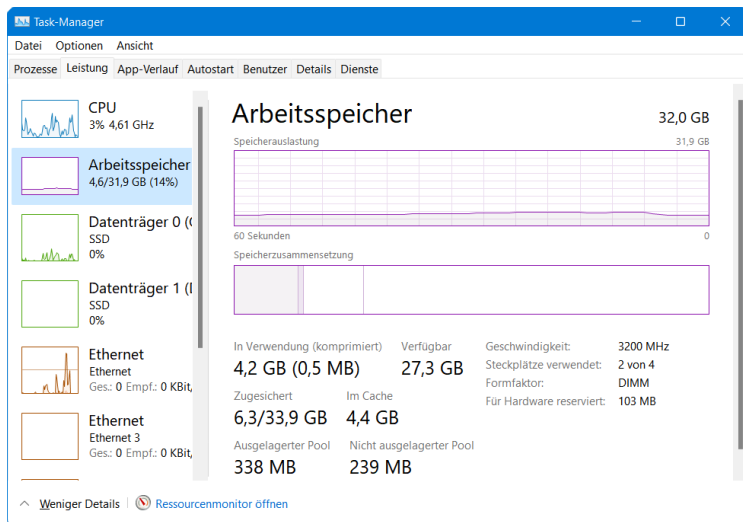 Task-Manager
Datei Optionen Ansicht
Prozesse Leistung App-Verlauf Autostart Benutzer Details Dienste
CPU
3% 4,61 GHz
Arbeitsspeicher
4,6/31,9 GB (14%)
Datenträger 0 (C
SSD
0%
Datenträger 1 (D
SSD
0%
Ethernet
Ethernet
Ges.: 0 Empf.: 0 KBit,
Ethernet
Ethernet 3
Ges.: 0 Empf.: 0 KBit,
Arbeitsspeicher 32,0 GB
Speicherauslastung 31,9 GB
60 Sekunden 0
Speicherzusammensetzung
In Verwendung (komprimiert) Verfügbar
4,2 GB (0,5 MB) 27,3 GB
Zugesichert Im Cache
6,3/33,9 GB 4,4 GB
Ausgelagerter Pool Nicht ausgelagerter Pool
338 MB 239 MB
Geschwindigkeit: 3200 MHz
Steckplätze verwendet: 2 von 4
Formfaktor: DIMM
Für Hardware reserviert: 103 MB
Weniger Details Ressourcenmonitor öffnen